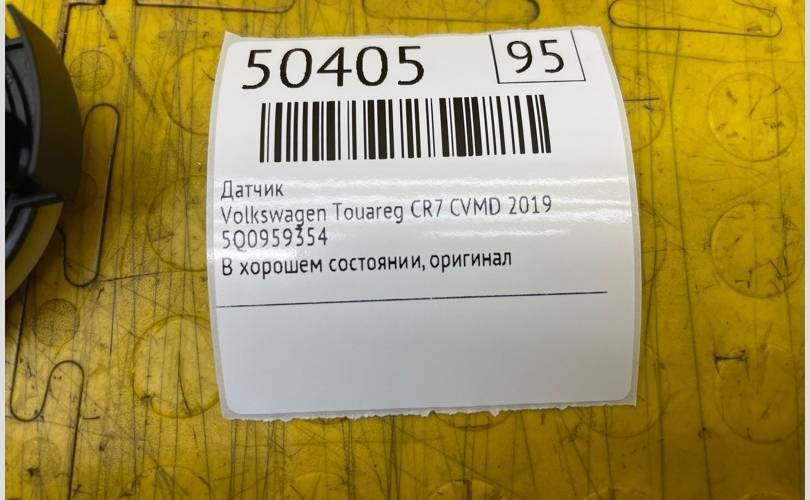 50405 95
Датчик
Volkswagen Touareg CR7 CVMD 2019
5Q0959354
В хорошем состоянии, оригинал